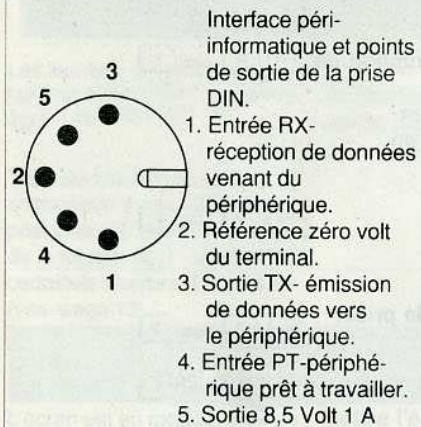 Interface péri-
informatique et points
de sortie de la prise
DIN.
1. Entrée RX-
réception de données
venant du
périphérique.
2. Référence zéro volt
du terminal.
3. Sortie TX- émission
de données vers
le périphérique.
4. Entrée PT-périphé-
rique prêt à travailler.
5. Sortie 8,5 Volt 1 A
3
5
2
4
1